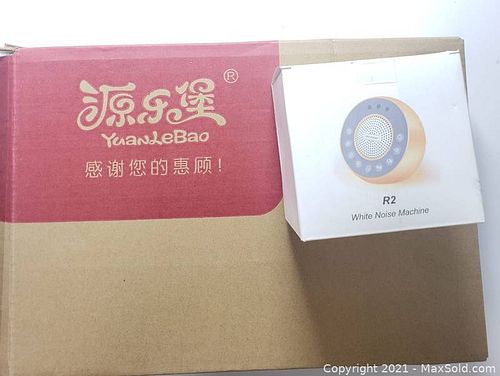 源乐堡®
YuanLeBao
感谢您的惠顾！
R2
White Noise Machine
Copyright 2021 - MaxSold.com